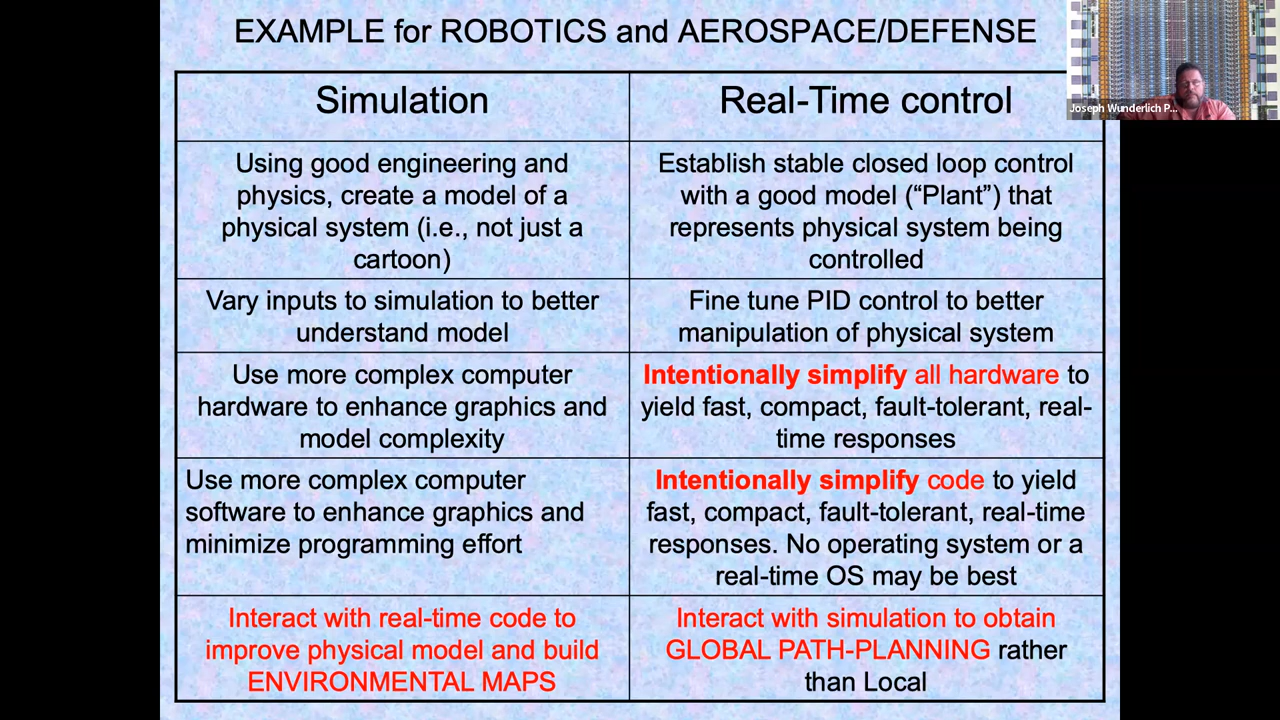 EXAMPLE for ROBOTICS and AEROSPACE/DEFENSE
Joseph Wunderlich P...
Simulation
Real-Time control
Using good engineering and
physics, create a model of a
physical system (i.e., not just a
cartoon)
Establish stable closed loop control
with a good model (“Plant”) that
represents physical system being
controlled
Vary inputs to simulation to better
understand model
Fine tune PID control to better
manipulation of physical system
Use more complex computer
hardware to enhance graphics and
model complexity
Intentionally simplify all hardware to
yield fast, compact, fault-tolerant, real-
time responses
Use more complex computer
software to enhance graphics and
minimize programming effort
Intentionally simplify code to yield
fast, compact, fault-tolerant, real-time
responses. No operating system or a
real-time OS may be best
Interact with real-time code to
improve physical model and build
ENVIRONMENTAL MAPS
Interact with simulation to obtain
GLOBAL PATH-PLANNING rather
than Local